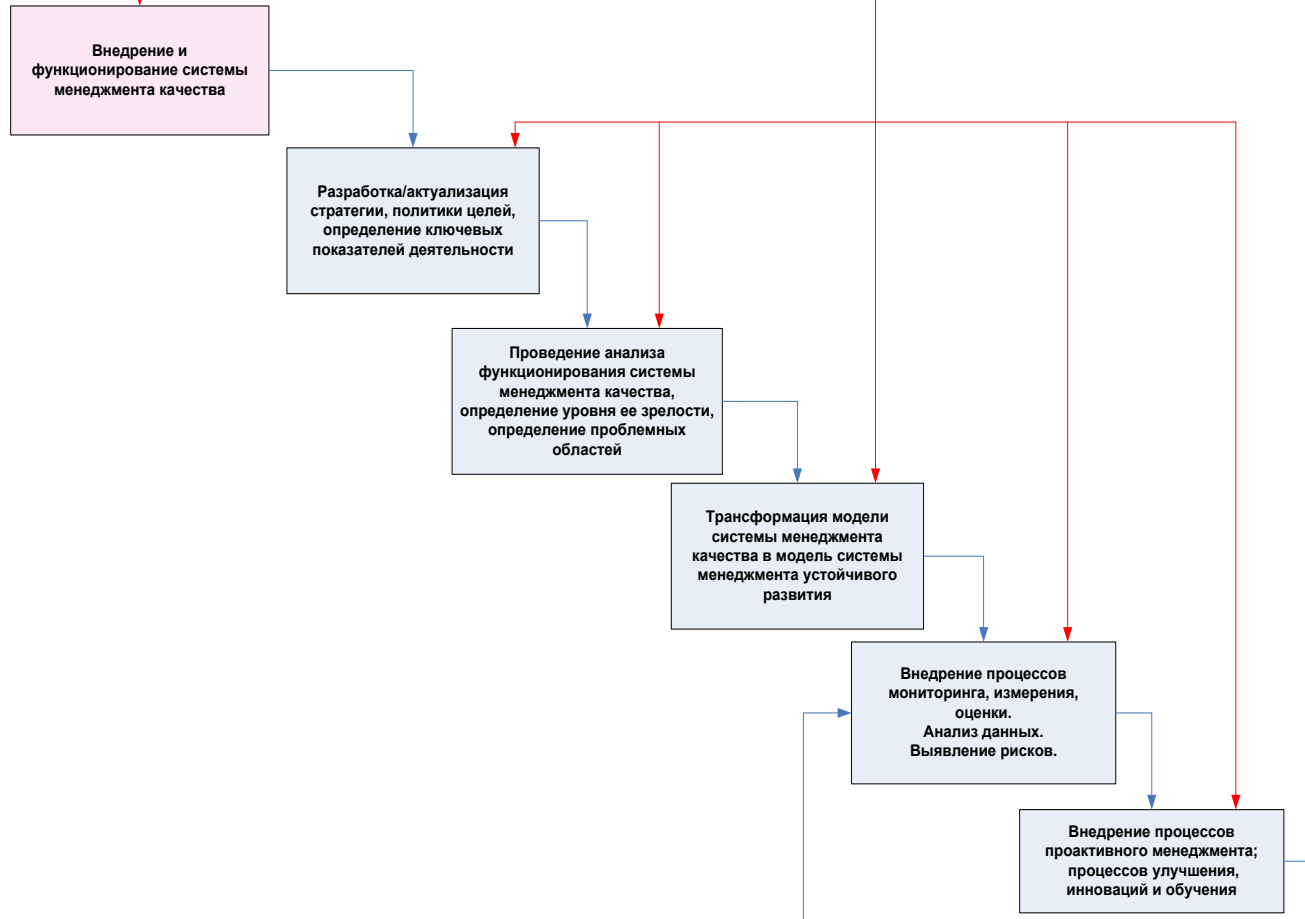 Внедрение и
функционирование системы
менеджмента качества
Разработка/актуализация
стратегии, политики целей,
определение ключевых
показателей деятельности
Проведение анализа
функционирования системы
менеджмента качества,
определение уровня ее зрелости,
определение проблемных
областей
Трансформация модели
системы менеджмента
качества в модель системы
менеджмента устойчивого
развития
Внедрение процессов
мониторинга, измерения,
оценки.
Анализ данных.
Выявление рисков.
Внедрение процессов
проактивного менеджмента;
процессов улучшения,
инноваций и обучения